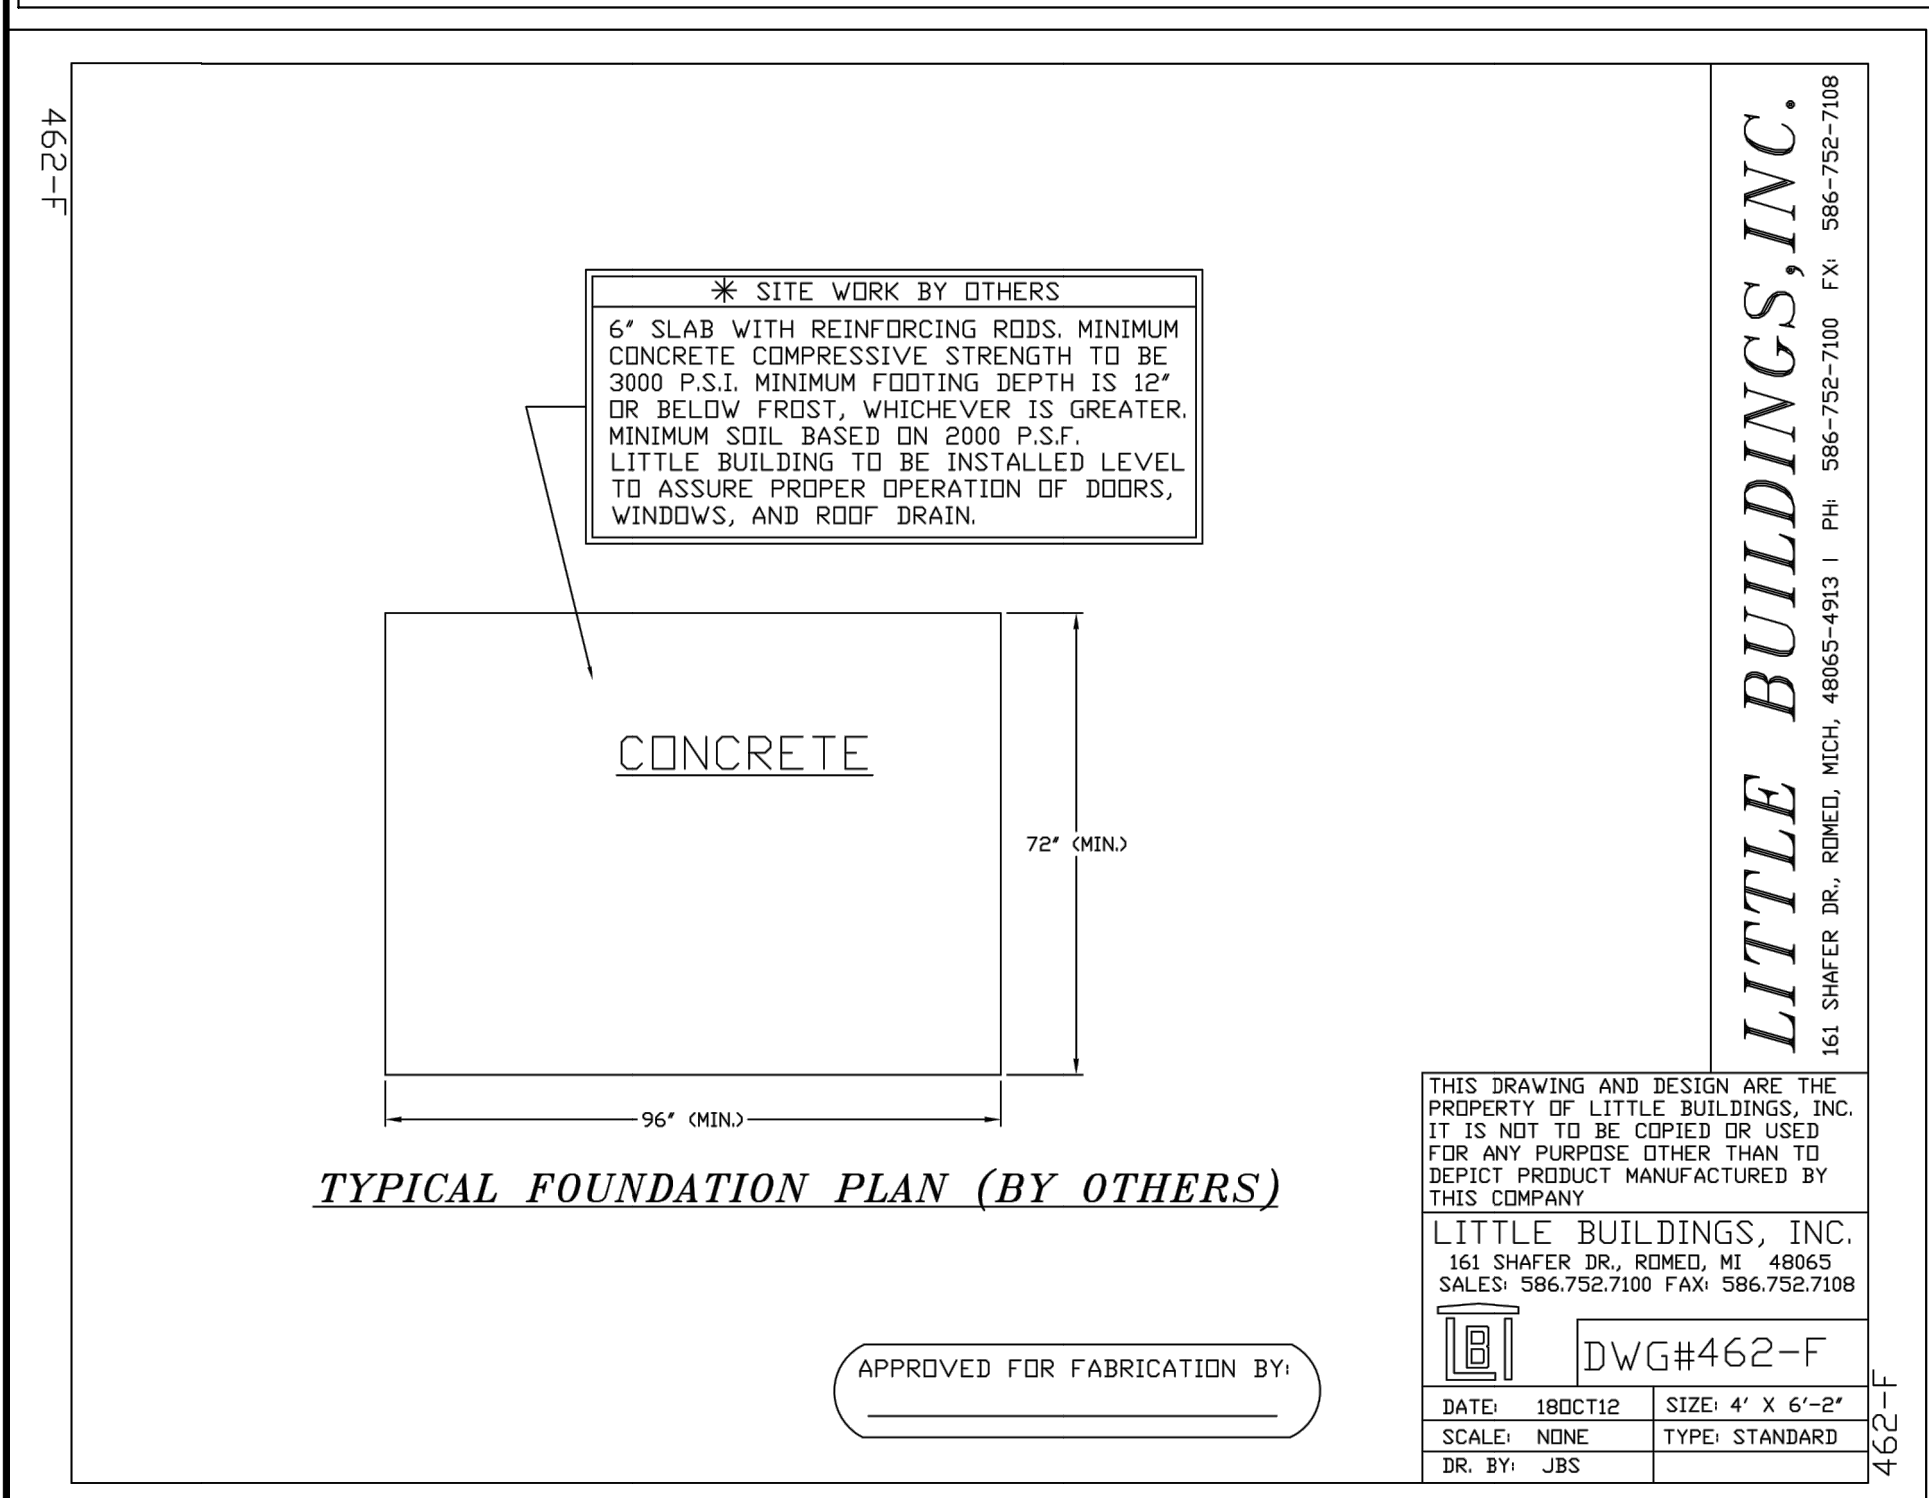 462-F
✳ SITE WORK BY OTHERS
6" SLAB WITH REINFORCING RODS. MINIMUM
CONCRETE COMPRESSIVE STRENGTH TO BE
3000 P.S.I. MINIMUM FOOTING DEPTH IS 12"
OR BELOW FROST, WHICHEVER IS GREATER.
MINIMUM SOIL BASED ON 2000 P.S.F.
LITTLE BUILDING TO BE INSTALLED LEVEL
TO ASSURE PROPER OPERATION OF DOORS,
WINDOWS, AND ROOF DRAIN.
CONCRETE
72" (MIN.)
96" (MIN.)
TYPICAL FOUNDATION PLAN (BY OTHERS)
APPROVED FOR FABRICATION BY:
LITTLE BUILDINGS,INC.
161 SHAFER DR., ROMEO, MICH, 48065-4913 | PH: 586-752-7100 FX: 586-752-7108
THIS DRAWING AND DESIGN ARE THE
PROPERTY OF LITTLE BUILDINGS, INC.
IT IS NOT TO BE COPIED OR USED
FOR ANY PURPOSE OTHER THAN TO
DEPICT PRODUCT MANUFACTURED BY
THIS COMPANY
LITTLE BUILDINGS, INC.
161 SHAFER DR., ROMEO, MI 48065
SALES: 586.752.7100 FAX: 586.752.7108
LBI
DWG#462-F
DATE: 18OCT12
SIZE: 4' X 6'-2"
SCALE: NONE
TYPE: STANDARD
DR. BY: JBS
462-F